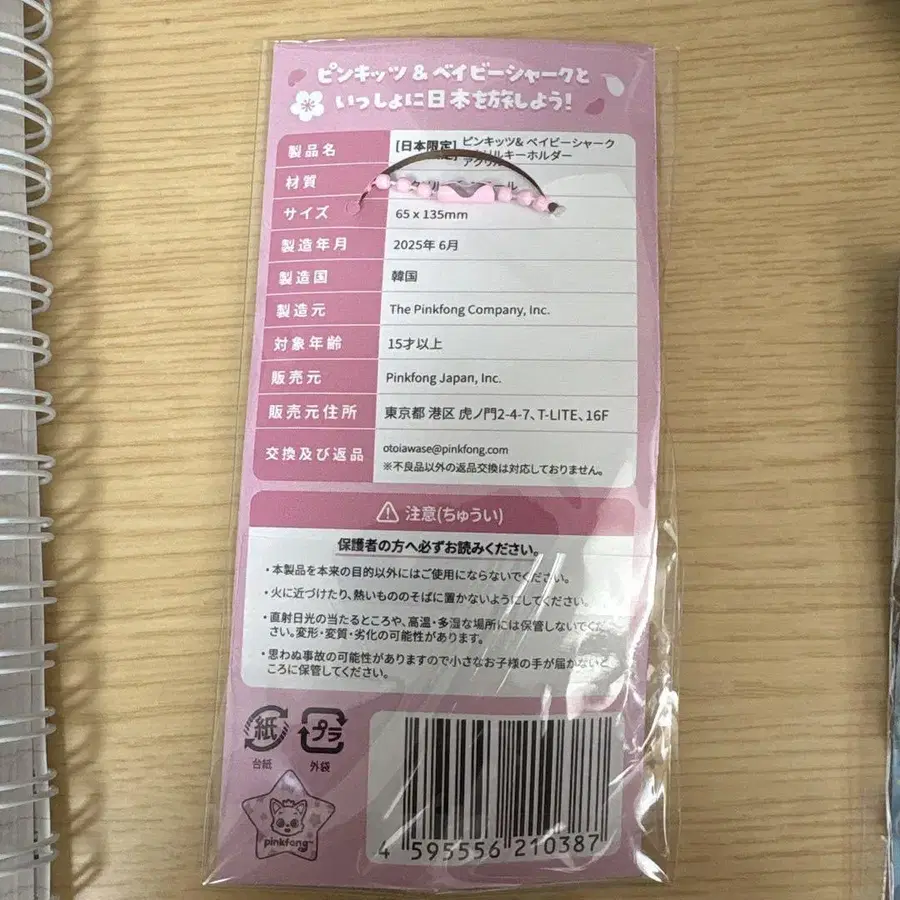 ピンキッツ & ベイビーシャークと
いっしょに日本を旅しよう!
製品名 [日本限定] ピンキッツ& ベイビーシャーク
アクリルキーホルダー
材質
サイズ 65 x 135mm
製造年月 2025年 6月
製造国 韓国
製造元 The Pinkfong Company, Inc.
対象年齢 15才以上
販売元 Pinkfong Japan, Inc.
販売元住所 東京都 港区 虎ノ門2-4-7、T-LITE、16F
交換及び返品 otoiawase@pinkfong.com
※不良品以外の返品交換は対応しておりません。
注意(ちゅうい)
保護者の方へ必ずお読みください。
・本製品を本来の目的以外にはご使用にならないでください。
・火に近づけたり、熱いもののそばに置かないようにしてください。
・直射日光の当たるところや、高温・多湿な場所には保管しないでくだ
さい。変形・変質・劣化の可能性があります。
・思わぬ事故の可能性がありますので小さなお子様の手が届かないと
ころに保管してください。
紙 プラ
台紙 外袋
pinkfong
4 595556 210387